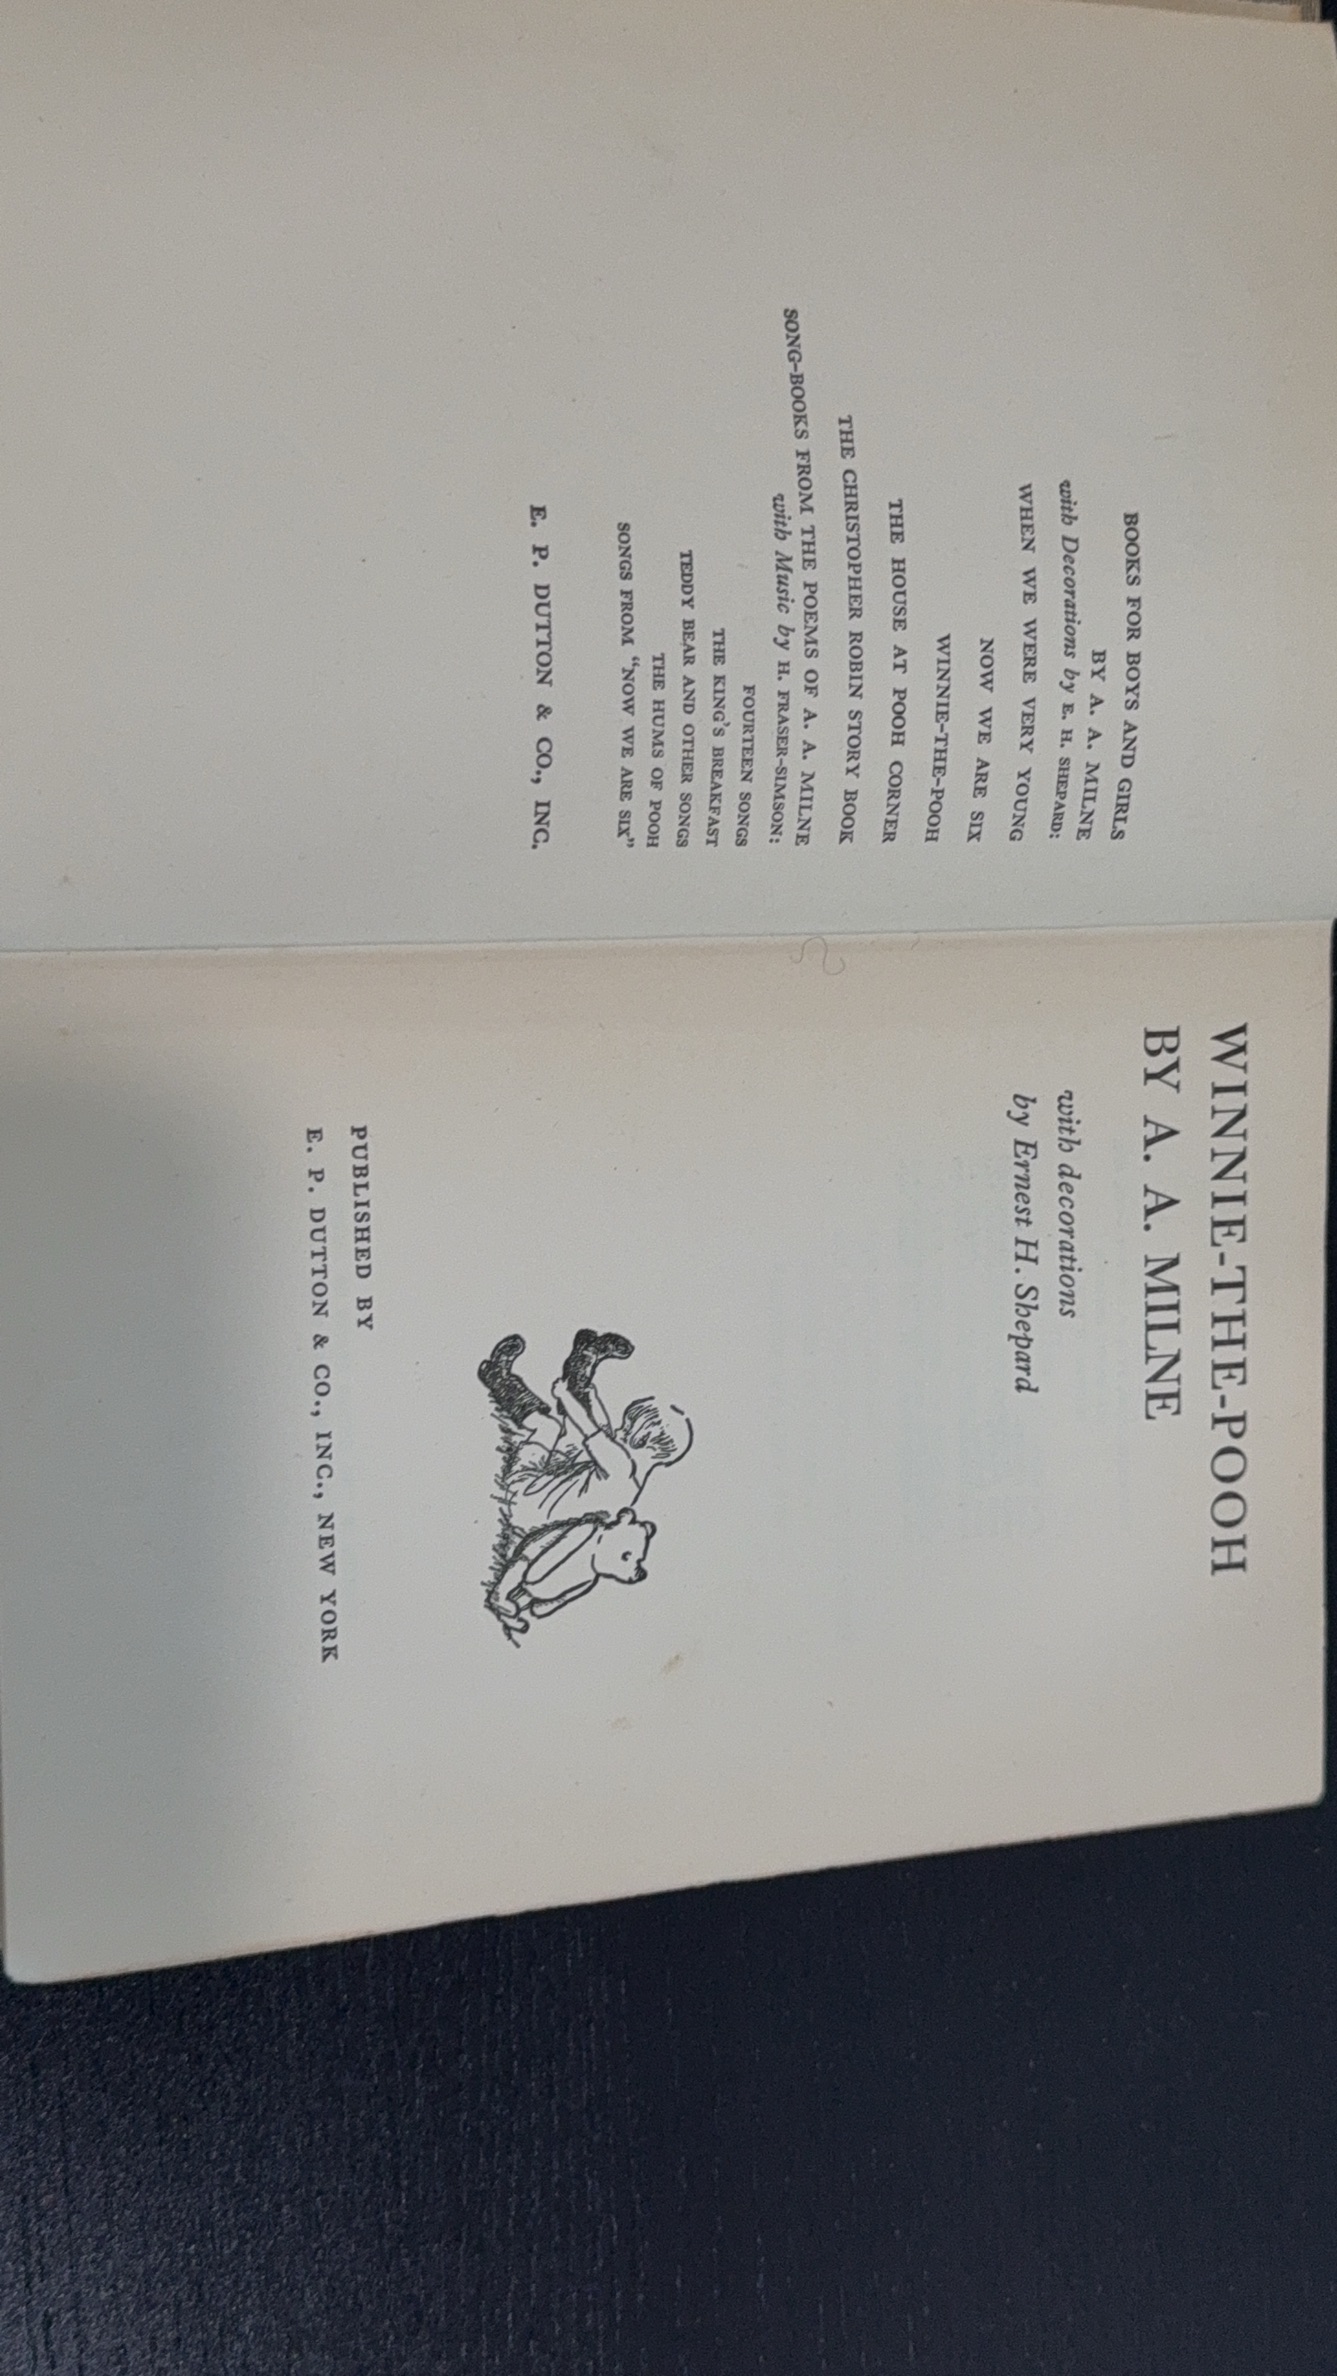 BOOKS FOR BOYS AND GIRLS
BY A. A. MILNE
with Decorations by E. H. SHEPARD:
WHEN WE WERE VERY YOUNG
NOW WE ARE SIX
WINNIE-THE-POOH
THE HOUSE AT POOH CORNER
THE CHRISTOPHER ROBIN STORY BOOK
SONG-BOOKS FROM THE POEMS OF A. A. MILNE
with Music by H. FRASER-SIMSON:
FOURTEEN SONGS
THE KING'S BREAKFAST
TEDDY BEAR AND OTHER SONGS
THE HUMS OF POOH
SONGS FROM "NOW WE ARE SIX"
E. P. DUTTON & CO., INC.
WINNIE-THE-POOH
BY A. A. MILNE
with decorations
by Ernest H. Shepard
PUBLISHED BY
E. P. DUTTON & CO., INC., NEW YORK